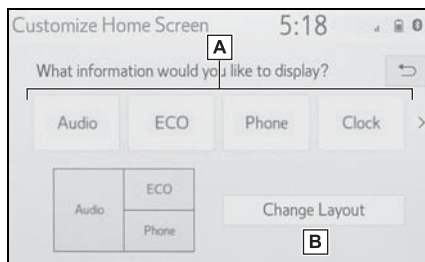 Customize Home Screen 5:18
A
What information would you like to display?
Audio ECO Phone Clock >
Audio ECO
Phone
Change Layout
B